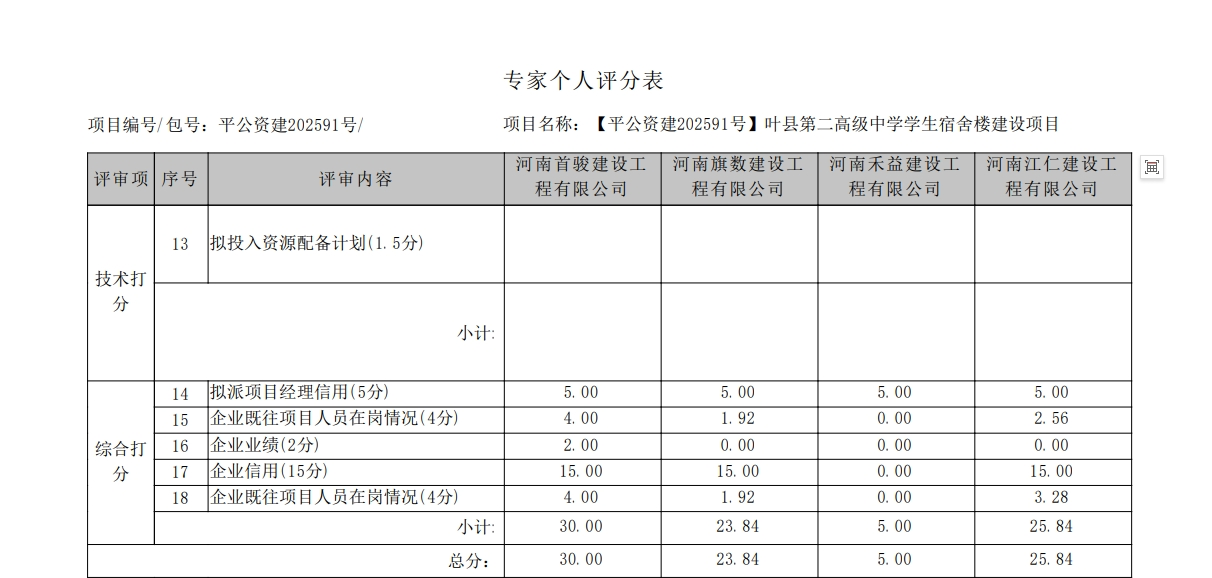 专家个人评分表
项目编号/包号：平公资建202591号/ 项目名称：【平公资建202591号】叶县第二高级中学学生宿舍楼建设项目
评审项 序号 评审内容 河南首骏建设工程有限公司 河南旗数建设工程有限公司 河南禾益建设工程有限公司 河南江仁建设工程有限公司
技术打分
13 拟投入资源配备计划(1.5分)
小计:
综合打分
14 拟派项目经理信用(5分) 5.00 5.00 5.00 5.00
15 企业既往项目人员在岗情况(4分) 4.00 1.92 0.00 2.56
16 企业业绩(2分) 2.00 0.00 0.00 0.00
17 企业信用(15分) 15.00 15.00 0.00 15.00
18 企业既往项目人员在岗情况(4分) 4.00 1.92 0.00 3.28
小计: 30.00 23.84 5.00 25.84
总分： 30.00 23.84 5.00 25.84